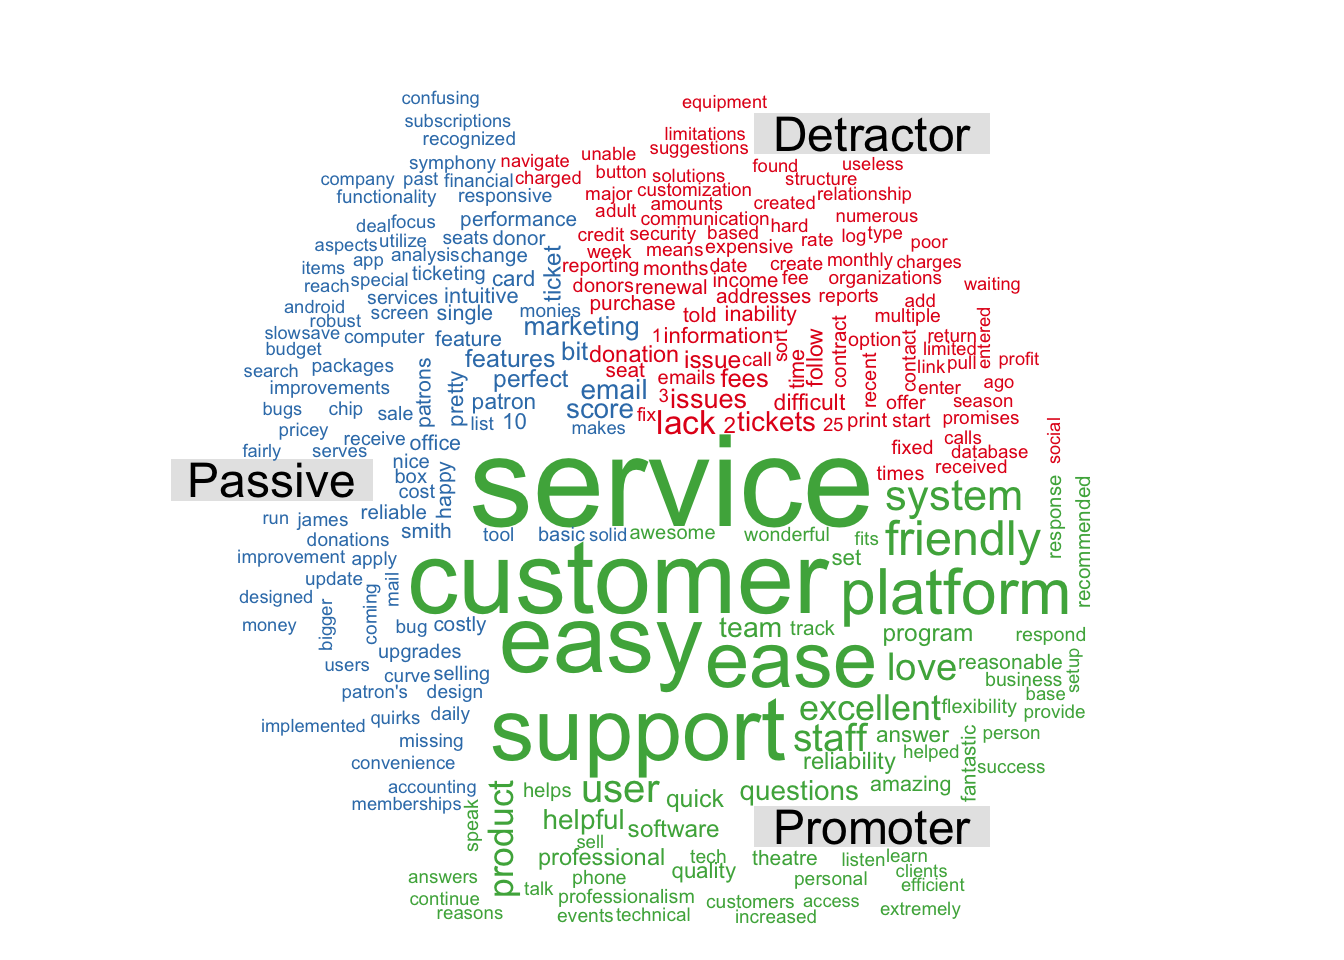 confusing
equipment
subscriptions
Detractor
recognized
limitations
suggestions
symphony navigate unable
found useless
company past financial charged button solutions structure
functionality responsive major customization relationship
adult amounts created
deal focus performance communication numerous
credit security based hard
aspects utilize seats donor week means expensive rate log type poor
items app analysis change ticket reporting months date create monthly charges
reach special ticketing card donors renewal income fee organizations waiting
android services intuitive purchase addresses reports add
robust screen single monies told inability multiple
slow save computer feature marketing 1 information sort option return entered
budget features bit donation issue call time follow contract contact limited
search packages patrons pretty perfect seat emails fees recent link pull profit
improvements patron email 3 issues difficult enter ago
bugs chip sale list 10 score fix lack 2 tickets 25 print start offer season
pricey receive office makes promises
fairly serves fixed calls social
nice service database
Passive box happy times received
cost system response recommended
run james reliable
donations smith tool basic solid awesome wonderful fits friendly
improvement apply customer set
update mail platform
designed
money bigger coming bug costly easy team track program respond
upgrades ease love reasonable setup
users curve selling business
patron's design base
implemented quirks daily support excellent flexibility provide
missing staff answer person
convenience reliability helped fantastic success
accounting product helps user quick questions amazing
memberships speak
helpful software Promoter
sell
professional tech theatre listen learn
answers phone quality personal clients
continue talk professionalism customers access efficient
reasons events technical increased extremely